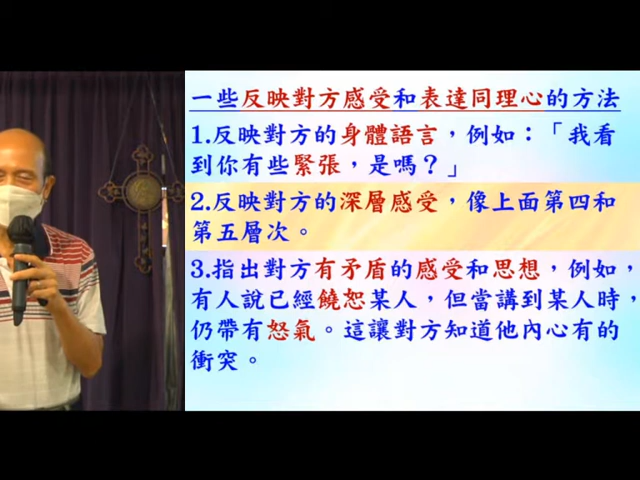 一些反映對方感受和表達同理心的方法
1.反映對方的身體語言，例如：「我看
到你有些緊張，是嗎？」
2.反映對方的深層感受，像上面第四和
第五層次。
3.指出對方有矛盾的感受和思想，例如，
有人說已經饒恕某人，但當講到某人時，
仍帶有怒氣。這讓對方知道他內心有的
衝突。